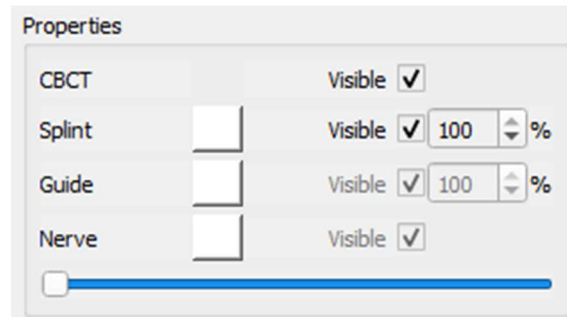 Properties
CBCT Visible
Splint Visible 100 %
Guide Visible 100 %
Nerve Visible